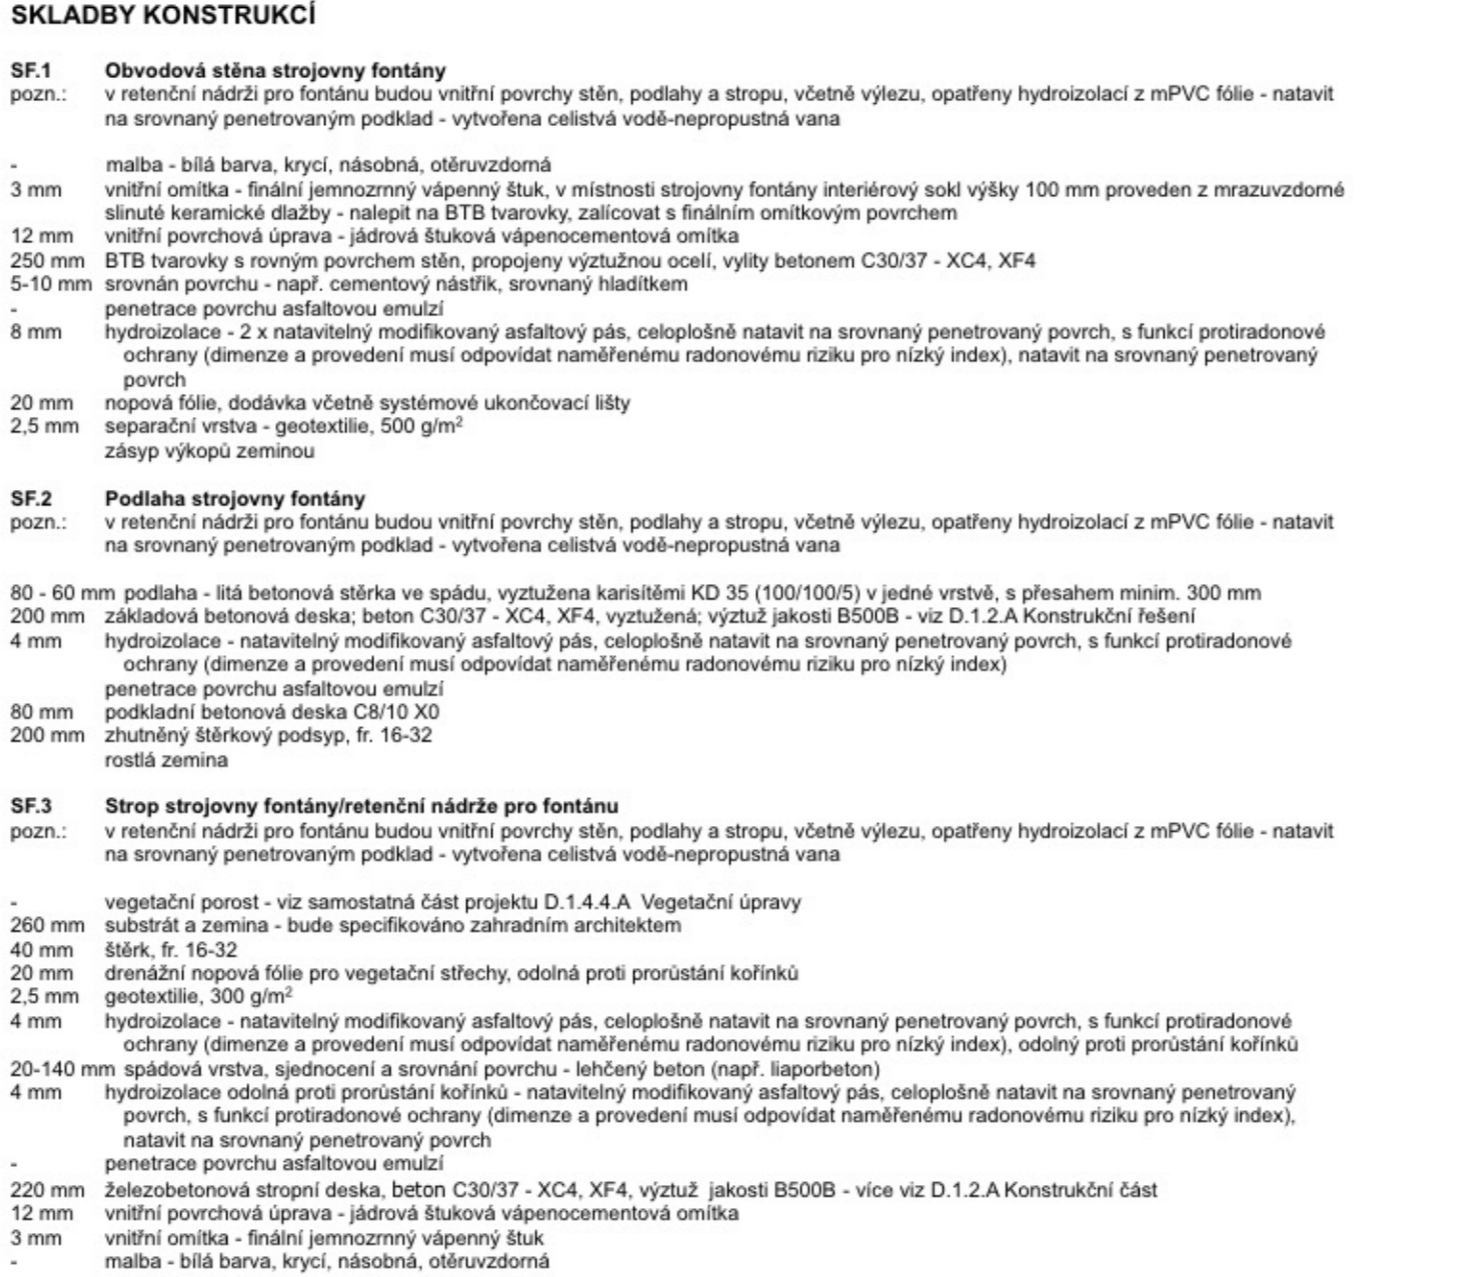 SKLADBY KONSTRUKCÍ
SF.1 Obvodová stěna strojovny fontány
pozn.: v retenční nádrži pro fontánu budou vnitřní povrchy stěn, podlahy a stropu, včetně výlezu, opatřeny hydroizolací z mPVC fólie - natavit
na srovnaný penetrovaným podklad - vytvořena celistvá vodě-nepropustná vana
- malba - bílá barva, krycí, násobná, otěruvzdorná
3 mm vnitřní omítka - finální jemnozrnný vápenný štuk, v místnosti strojovny fontány interiérový sokl výšky 100 mm proveden z mrazuvzdorné
slinuté keramické dlažby - nalepit na BTB tvarovky, zalícovat s finálním omítkovým povrchem
12 mm vnitřní povrchová úprava - jádrová štuková vápenocementová omítka
250 mm BTB tvarovky s rovným povrchem stěn, propojeny výztužnou ocelí, vylity betonem C30/37 - XC4, XF4
5-10 mm srovnán povrchu - např. cementový nástřik, srovnaný hladítkem
- penetrace povrchu asfaltovou emulzí
8 mm hydroizolace - 2 x natavitelný modifikovaný asfaltový pás, celoplošně natavit na srovnaný penetrovaný povrch, s funkcí protiradonové
ochrany (dimenze a provedení musí odpovídat naměřenému radonovému riziku pro nízký index), natavit na srovnaný penetrovaný
povrch
20 mm nopová fólie, dodávka včetně systémové ukončovací lišty
2,5 mm separační vrstva - geotextilie, 500 g/m²
zásyp výkopů zeminou
SF.2 Podlaha strojovny fontány
pozn.: v retenční nádrži pro fontánu budou vnitřní povrchy stěn, podlahy a stropu, včetně výlezu, opatřeny hydroizolací z mPVC fólie - natavit
na srovnaný penetrovaným podklad - vytvořena celistvá vodě-nepropustná vana
80 - 60 mm podlaha - litá betonová stěrka ve spádu, vyztužena karisítěmi KD 35 (100/100/5) v jedné vrstvě, s přesahem minim. 300 mm
200 mm základová betonová deska; beton C30/37 - XC4, XF4, vyztužená; výztuž jakosti B500B - viz D.1.2.A Konstrukční řešení
4 mm hydroizolace - natavitelný modifikovaný asfaltový pás, celoplošně natavit na srovnaný penetrovaný povrch, s funkcí protiradonové
ochrany (dimenze a provedení musí odpovídat naměřenému radonovému riziku pro nízký index)
penetrace povrchu asfaltovou emulzí
80 mm podkladní betonová deska C8/10 X0
200 mm zhutněný štěrkový podsyp, fr. 16-32
rostlá zemina
SF.3 Strop strojovny fontány/retenční nádrže pro fontánu
pozn.: v retenční nádrži pro fontánu budou vnitřní povrchy stěn, podlahy a stropu, včetně výlezu, opatřeny hydroizolací z mPVC fólie - natavit
na srovnaný penetrovaným podklad - vytvořena celistvá vodě-nepropustná vana
- vegetační porost - viz samostatná část projektu D.1.4.4.A Vegetační úpravy
260 mm substrát a zemina - bude specifikováno zahradním architektem
40 mm štěrk, fr. 16-32
20 mm drenážní nopová fólie pro vegetační střechy, odolná proti prorůstání kořínků
2,5 mm geotextilie, 300 g/m²
4 mm hydroizolace - natavitelný modifikovaný asfaltový pás, celoplošně natavit na srovnaný penetrovaný povrch, s funkcí protiradonové
ochrany (dimenze a provedení musí odpovídat naměřenému radonovému riziku pro nízký index), odolný proti prorůstání kořínků
20-140 mm spádová vrstva, sjednocení a srovnání povrchu - lehčený beton (např. liaporbeton)
4 mm hydroizolace odolná proti prorůstání kořínků - natavitelný modifikovaný asfaltový pás, celoplošně natavit na srovnaný penetrovaný
povrch, s funkcí protiradonové ochrany (dimenze a provedení musí odpovídat naměřenému radonovému riziku pro nízký index),
natavit na srovnaný penetrovaný povrch
- penetrace povrchu asfaltovou emulzí
220 mm železobetonová stropní deska, beton C30/37 - XC4, XF4, výztuž jakosti B500B - více viz D.1.2.A Konstrukční část
12 mm vnitřní povrchová úprava - jádrová štuková vápenocementová omítka
3 mm vnitřní omítka - finální jemnozrnný vápenný štuk
- malba - bílá barva, krycí, násobná, otěruvzdorná